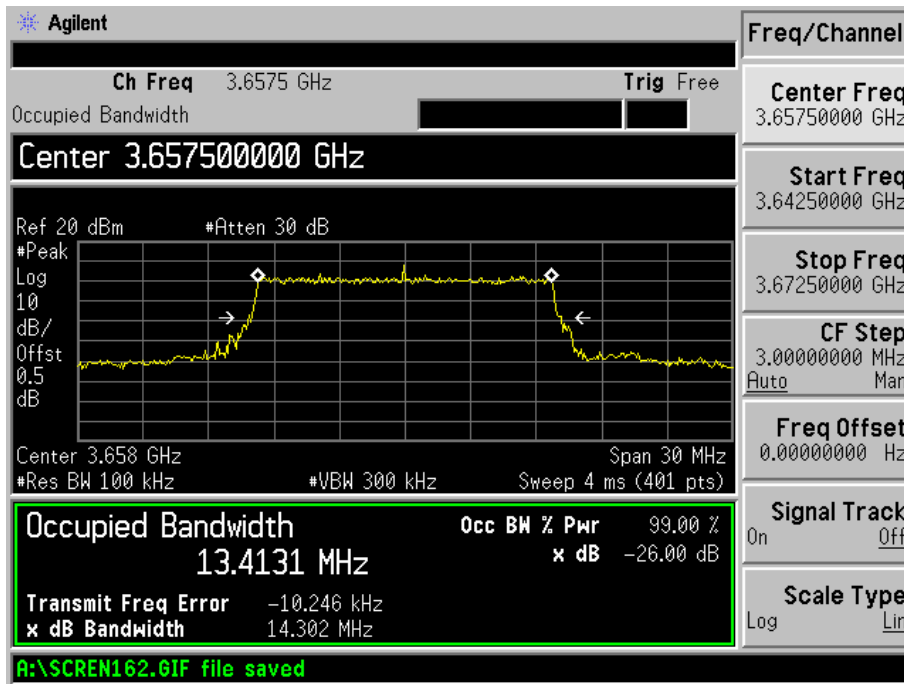 Agilent
Freq/Channel
Ch Freq 3.6575 GHz Trig Free
Occupied Bandwidth
Center 3.657500000 GHz
Ref 20 dBm #Atten 30 dB
#Peak
Log
10
dB/
Offst
0.5
dB
Center 3.658 GHz Span 30 MHz
#Res BW 100 kHz #VBW 300 kHz Sweep 4 ms (401 pts)
Occupied Bandwidth Occ BW % Pwr 99.00 %
13.4131 MHz x dB -26.00 dB
Transmit Freq Error -10.246 kHz
x dB Bandwidth 14.302 MHz
A:\SCREN162.GIF file saved
Center Freq
3.65750000 GHz
Start Freq
3.64250000 GHz
Stop Freq
3.67250000 GHz
CF Step
3.00000000 MHz
Auto Man
Freq Offset
0.00000000 Hz
Signal Track
On Off
Scale Type
Log Lin